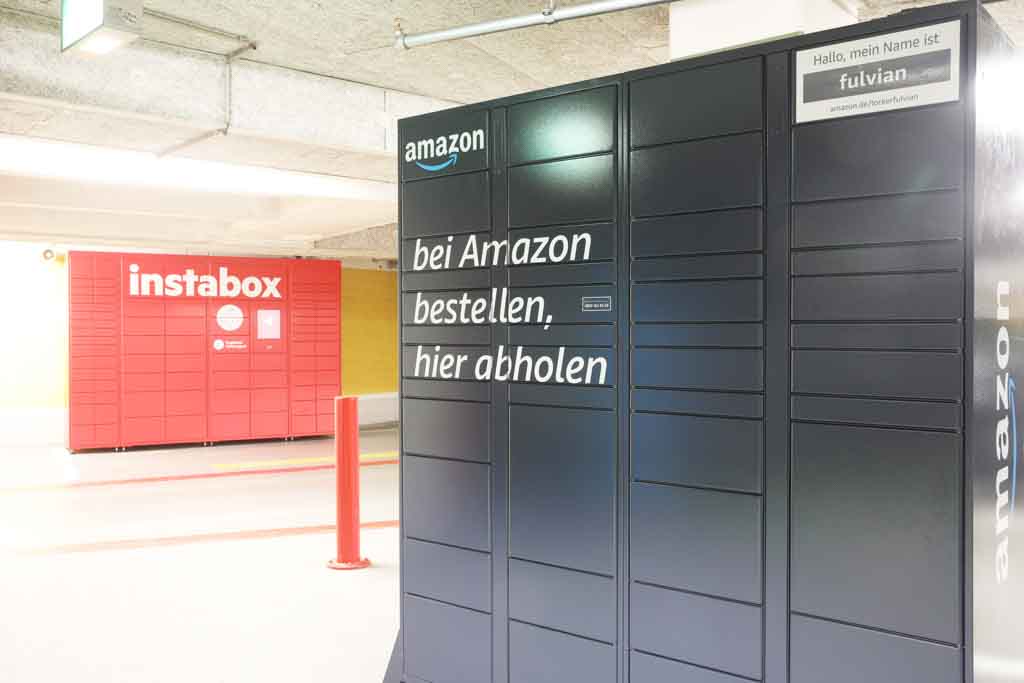 amazon
bei Amazon
bestellen,
hier abholen
Hallo, mein Name ist
fulvian
amazon.de/lockerfulvian
amazon
instabox